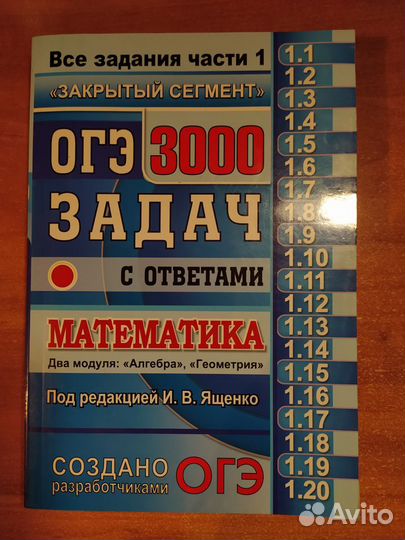 Все задания части 1
«ЗАКРЫТЫЙ СЕГМЕНТ»
ОГЭ 3000
ЗАДАЧ
С ОТВЕТАМИ
МАТЕМАТИКА
Два модуля: «Алгебра», «Геометрия»
Под редакцией И. В. Ященко
СОЗДАНО
разработчиками ОГЭ
1.1
1.2
1.3
1.4
1.5
1.6
1.7
1.8
1.9
1.10
1.11
1.12
1.13
1.14
1.15
1.16
1.17
1.18
1.19
1.20
Avito